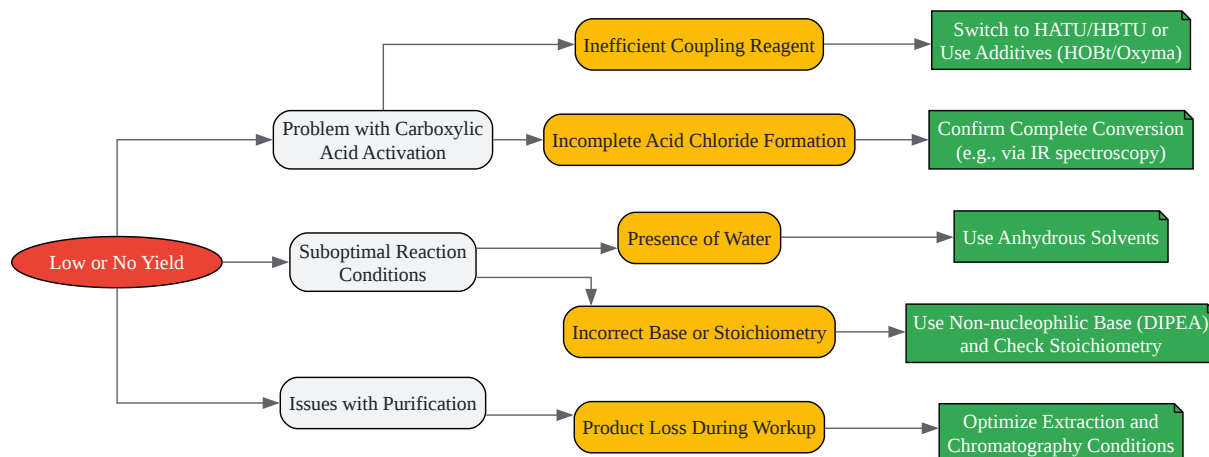 Inefficient Coupling Reagent
Switch to HATU/HBTU or
Use Additives (HOBt/Oxyma)
Problem with Carboxylic
Acid Activation
Incomplete Acid Chloride Formation
Confirm Complete Conversion
(e.g., via IR spectroscopy)
Low or No Yield
Suboptimal Reaction
Conditions
Presence of Water
Use Anhydrous Solvents
Incorrect Base or Stoichiometry
Use Non-nucleophilic Base (DIPEA)
and Check Stoichiometry
Issues with Purification
Product Loss During Workup
Optimize Extraction and
Chromatography Conditions